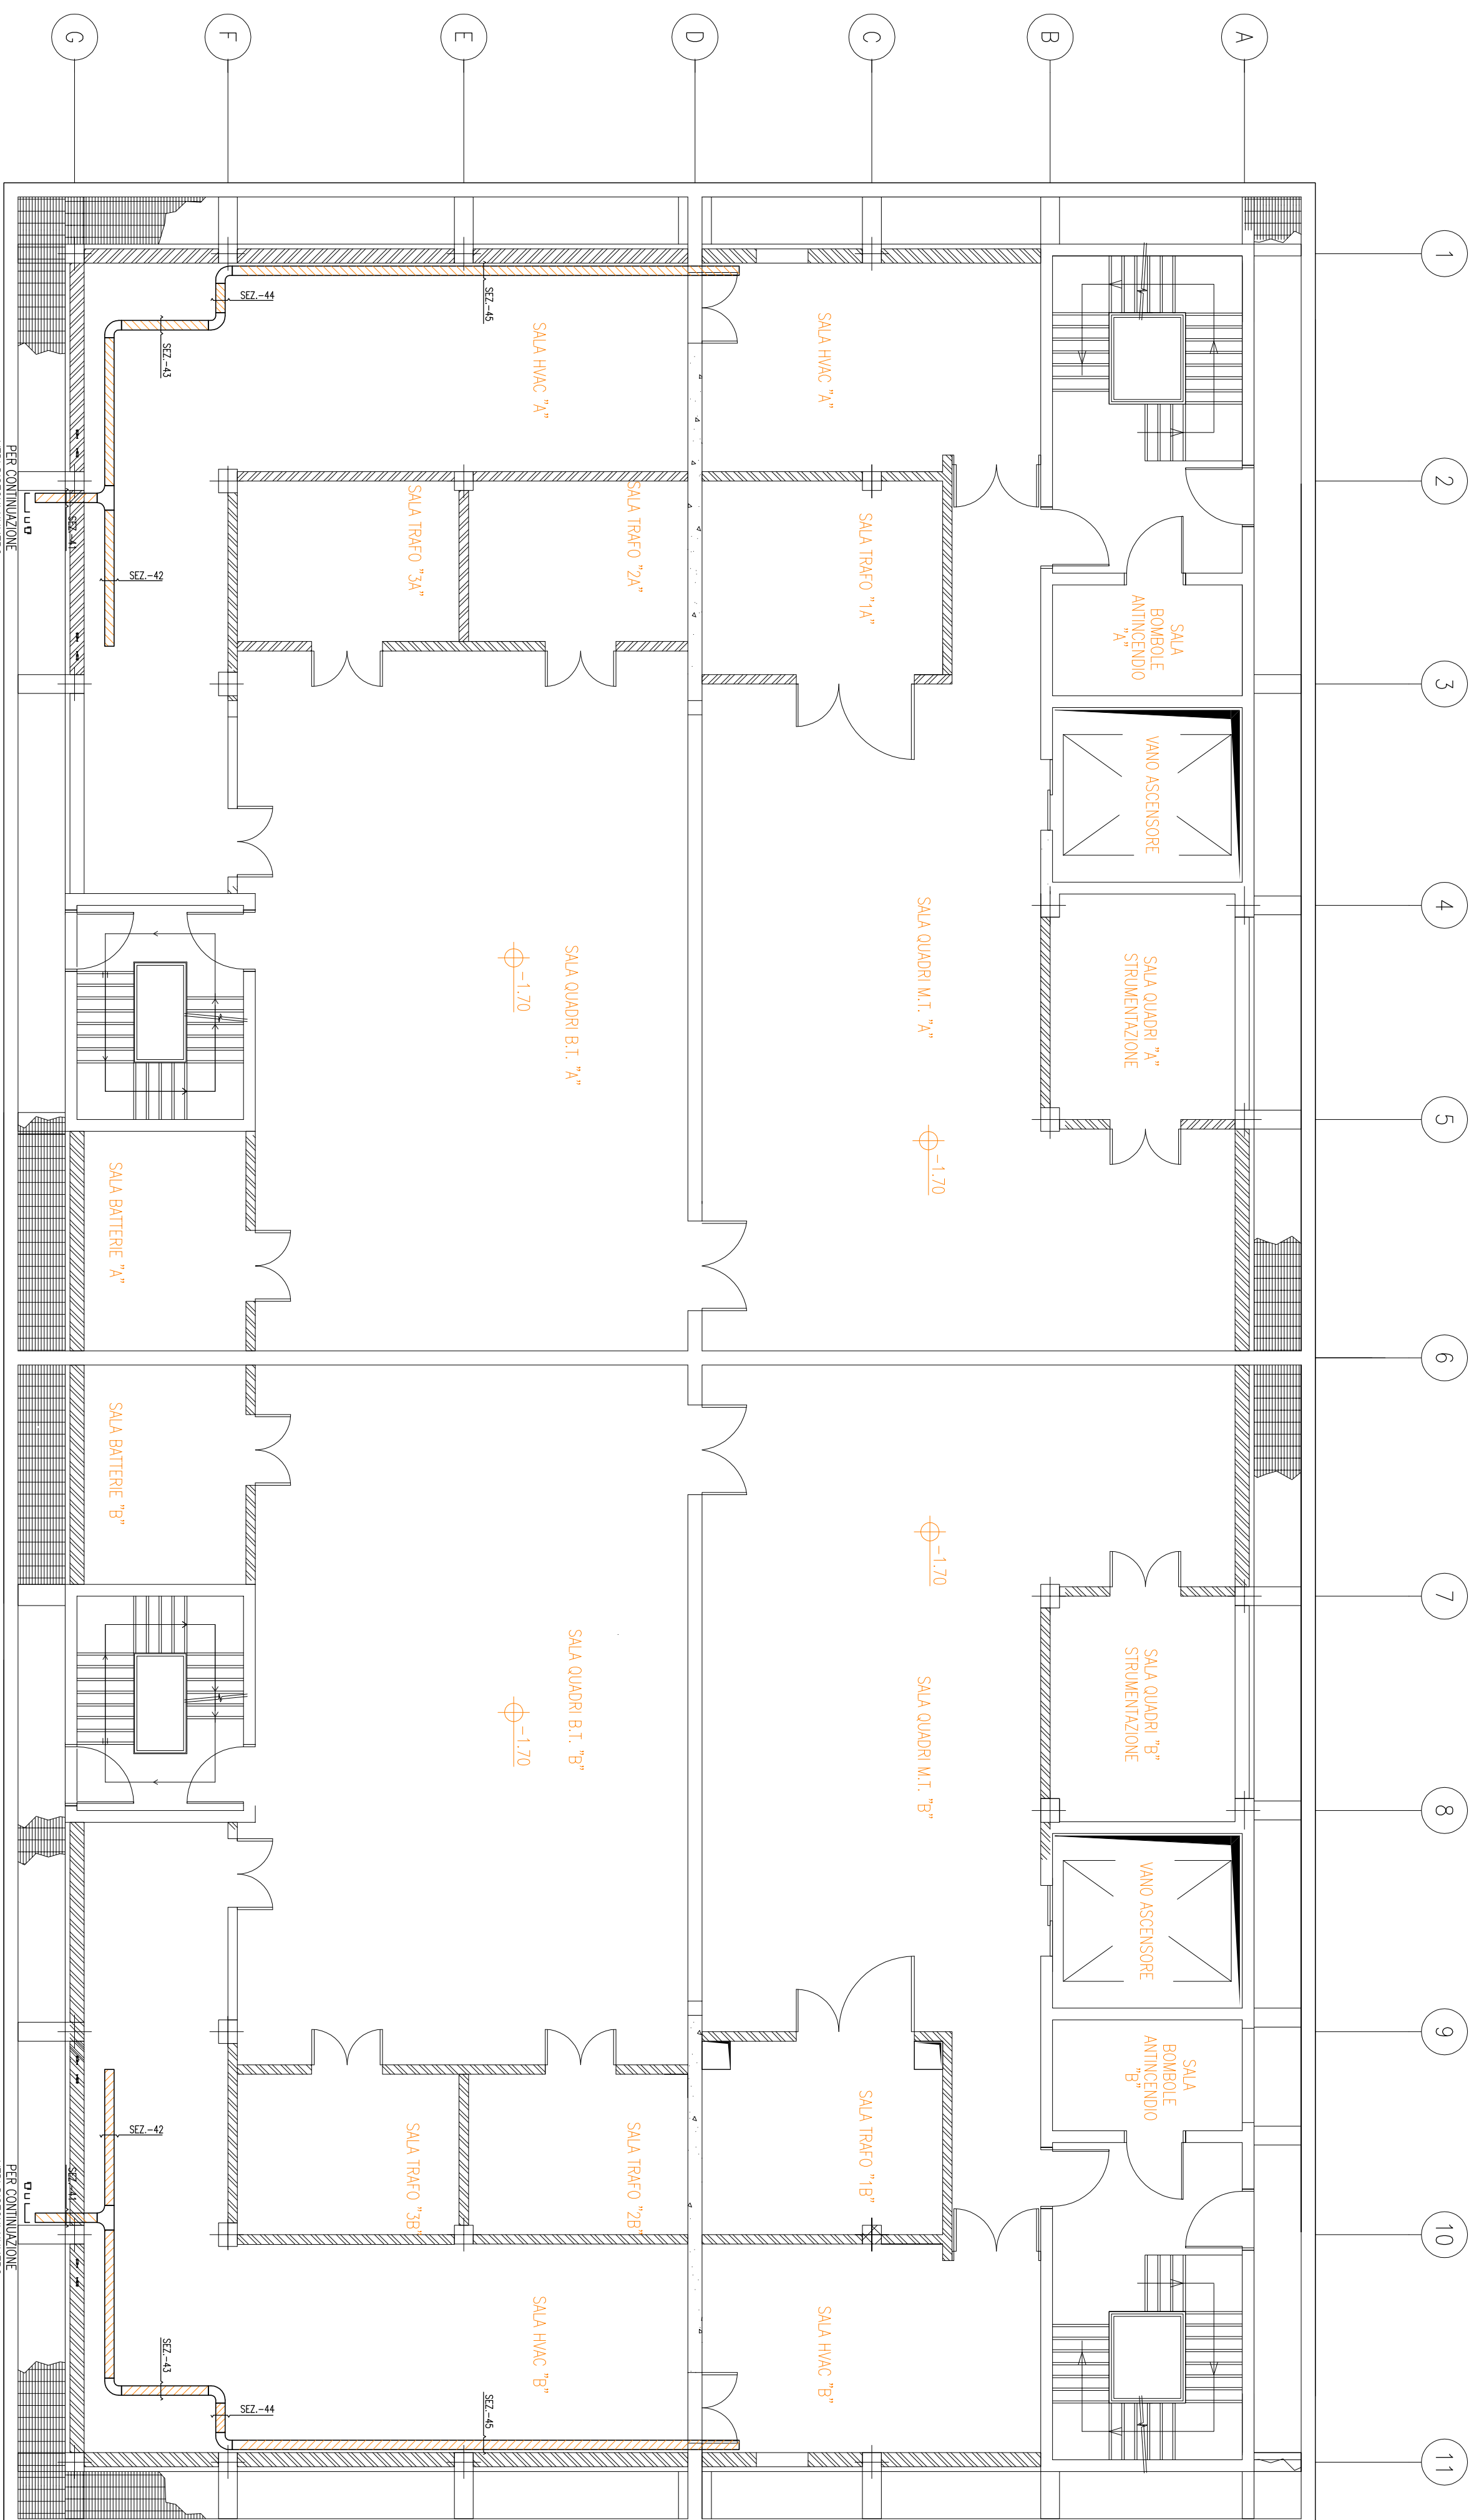 A
B
C
D
E
F
G
1
2
3
4
5
6
7
8
9
10
11
SALA
BOMBOLE
ANTINCENDIO
"A"
VANO ASCENSORE
SALA QUADRI "A"
STRUMENTAZIONE
SALA QUADRI "B"
STRUMENTAZIONE
VANO ASCENSORE
SALA
BOMBOLE
ANTINCENDIO
"B"
SALA HVAC "A"
SALA TRAFO "1A"
SALA QUADRI M.T. "A"
-1.70
-1.70
SALA QUADRI M.T. "B"
SALA TRAFO "1B"
SALA HVAC "B"
SALA HVAC "A"
SALA TRAFO "2A"
SALA TRAFO "3A"
SALA QUADRI B.T. "A"
-1.70
SALA QUADRI B.T. "B"
-1.70
SALA TRAFO "2B"
SALA TRAFO "3B"
SALA HVAC "B"
SEZ.-45
SEZ.-44
SEZ.-43
SEZ.-41
SEZ.-42
SALA BATTERIE "A"
SALA BATTERIE "B"
SEZ.-42
SEZ.-41
SEZ.-43
SEZ.-44
SEZ.-45
PER CONTINUAZIONE
PER CONTINUAZIONE